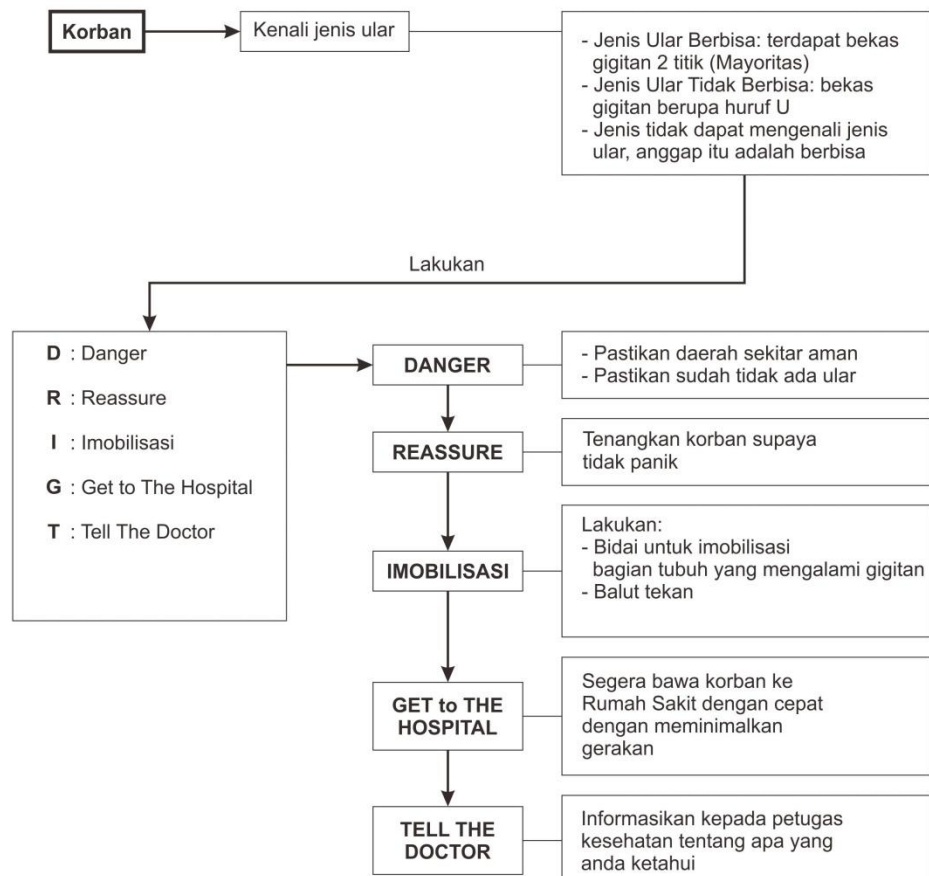 Korban
Kenali jenis ular
- Jenis Ular Berbisa: terdapat bekas
gigitan 2 titik (Mayoritas)
- Jenis Ular Tidak Berbisa: bekas
gigitan berupa huruf U
- Jenis tidak dapat mengenali jenis
ular, anggap itu adalah berbisa
Lakukan
D : Danger
R : Reassure
I : Imobilisasi
G : Get to The Hospital
T : Tell The Doctor
DANGER
- Pastikan daerah sekitar aman
- Pastikan sudah tidak ada ular
REASSURE
Tenangkan korban supaya
tidak panik
IMOBILISASI
Lakukan:
- Bidai untuk imobilisasi
bagian tubuh yang mengalami gigitan
- Balut tekan
GET to THE
HOSPITAL
Segera bawa korban ke
Rumah Sakit dengan cepat
dengan meminimalkan
gerakan
TELL THE
DOCTOR
Informasikan kepada petugas
kesehatan tentang apa yang
anda ketahui